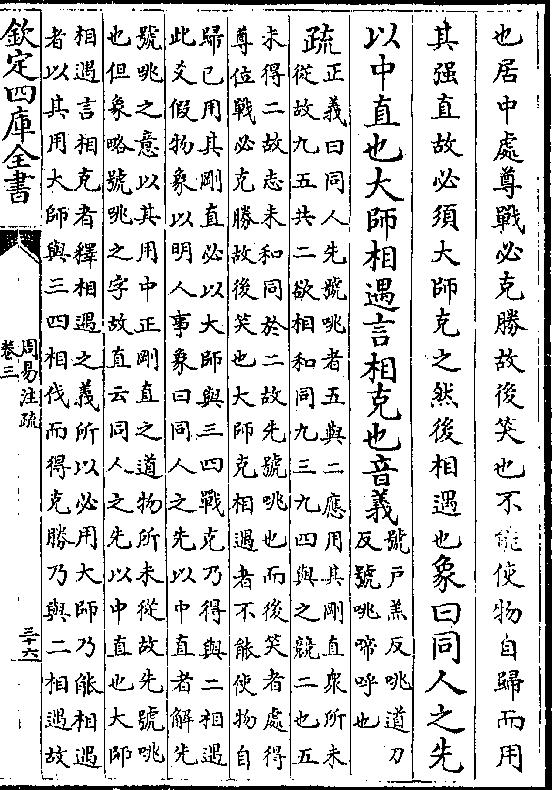 也居中處尊戰必克勝故後笑也不能使物自歸而用
其强直故必須大師克之然後相遇也象曰同人之先
以中直也大師相遇言相克也音義號戶羔反咷道刀
反號咷啼呼也
疏正義曰同人先號咷者五與二應用其剛直衆所未
從故九五共二欲相和同九三九四與之競二也五
未得二故志未和同於二故先號咷也而後笑者處得
尊位戰必克勝故後笑也大師克相遇者不能使物自
歸已用其剛直必以大師與三四戰克乃得與二相遇
此爻假物象以明人事象曰同人之先以中直者解先
號咷之意以其用中正剛直之道物所未從故先號咷
也但象略號咷之字故直云同人之先以中直也大師
相遇言相克者釋相遇之義所以必用大師乃能相遇
者以其用大師與三四相伐而得克勝乃與二相遇故
欽定四庫全書
周易注疏
卷三
三十六